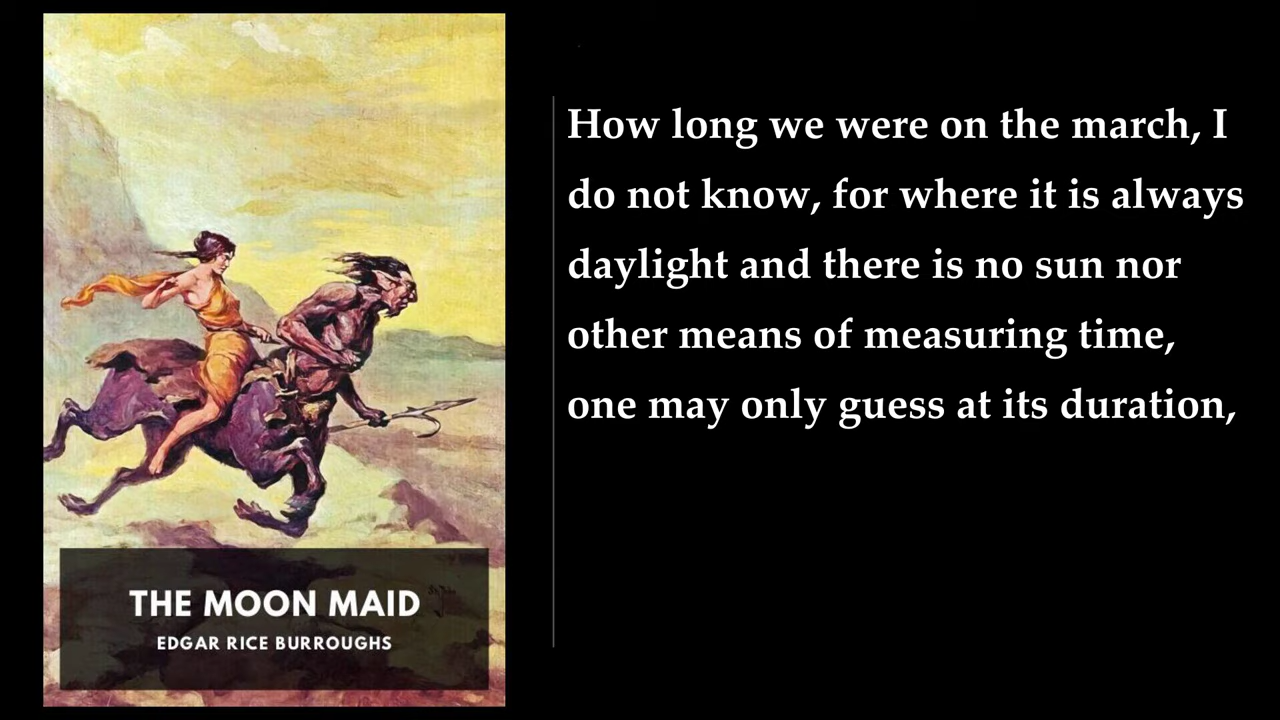 THE MOON MAID
EDGAR RICE BURROUGHS
How long we were on the march, I
do not know, for where it is always
daylight and there is no sun nor
other means of measuring time,
one may only guess at its duration,